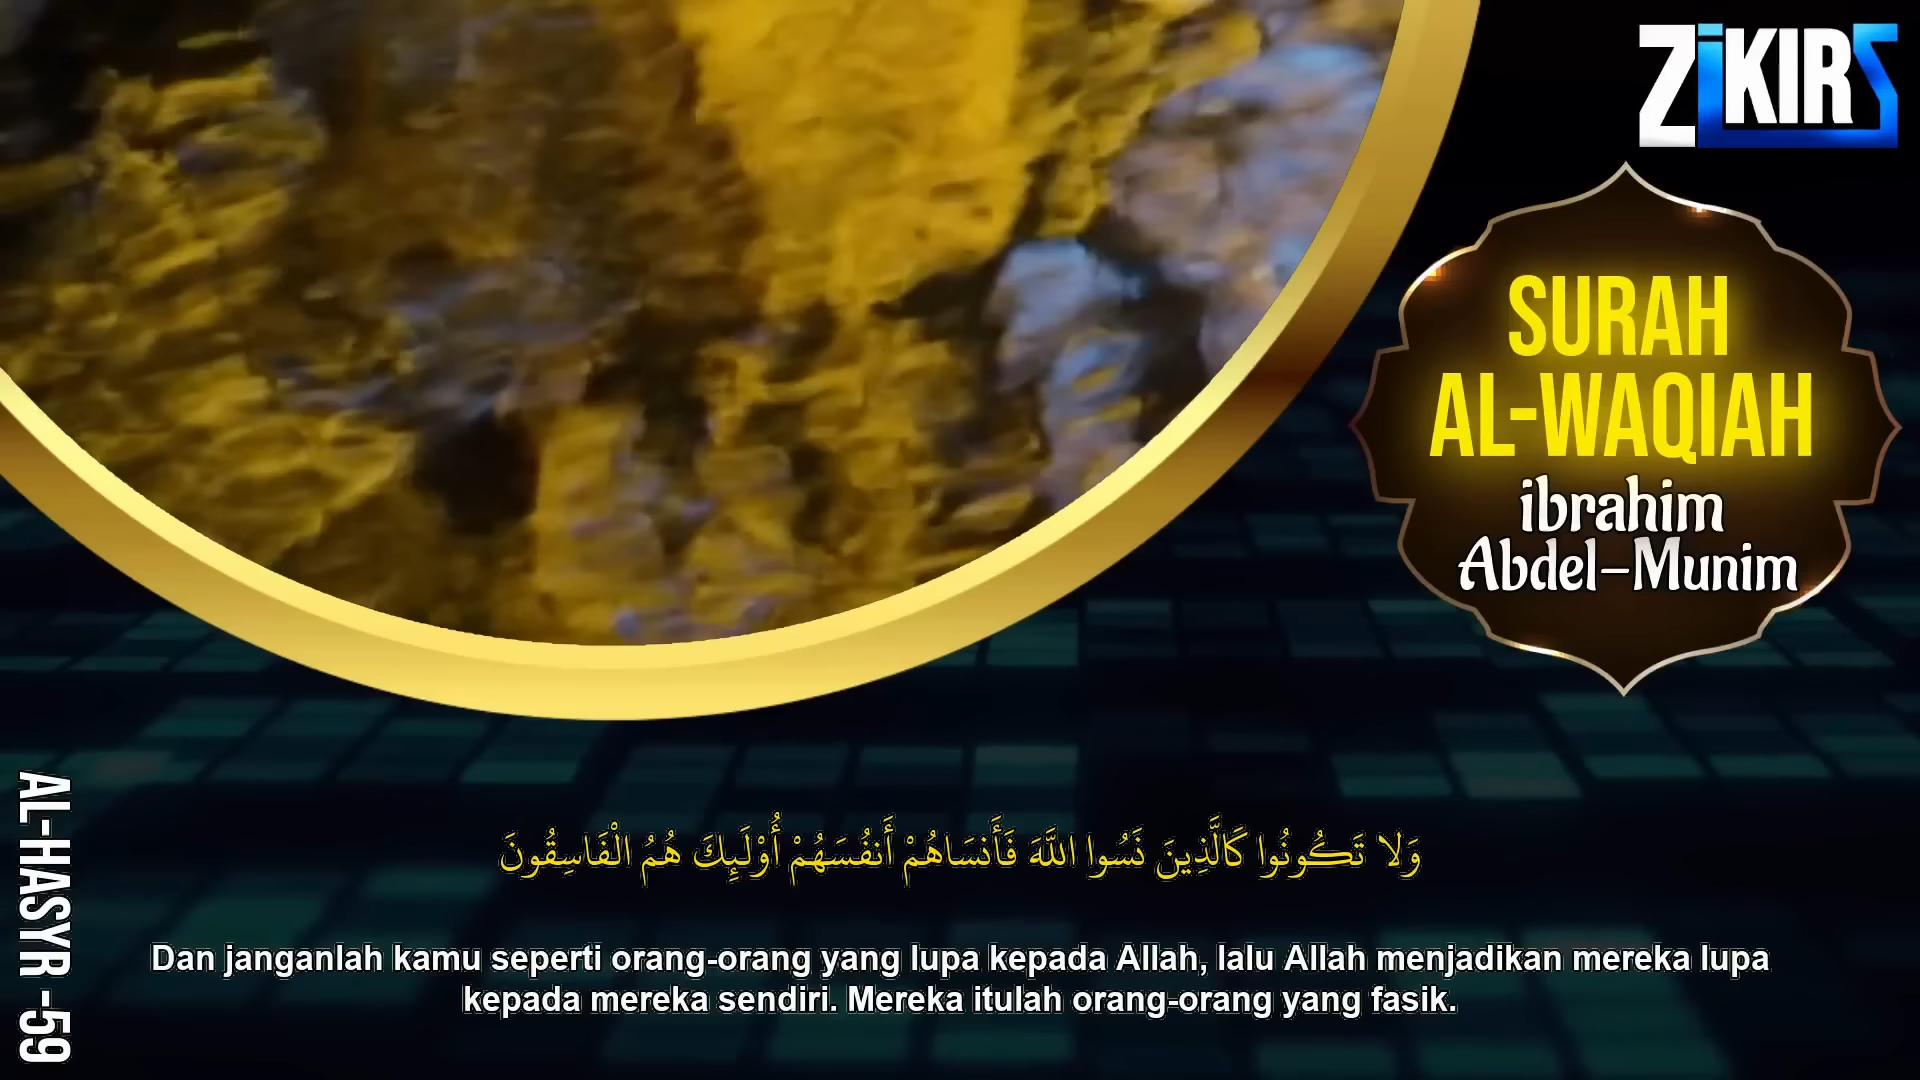 ZiKIRS
SURAH
AL-WAQIAH
ibrahim
Abdel-Munim
AL-HASYR -59
وَلا تَكُونُوا كَالَّذِينَ نَسُوا اللَّهَ فَأَنسَاهُمْ أَنفُسَهُمْ أُوْلَٰئِكَ هُمُ الْفَاسِقُونَ
Dan janganlah kamu seperti orang-orang yang lupa kepada Allah, lalu Allah menjadikan mereka lupa
kepada mereka sendiri. Mereka itulah orang-orang yang fasik.